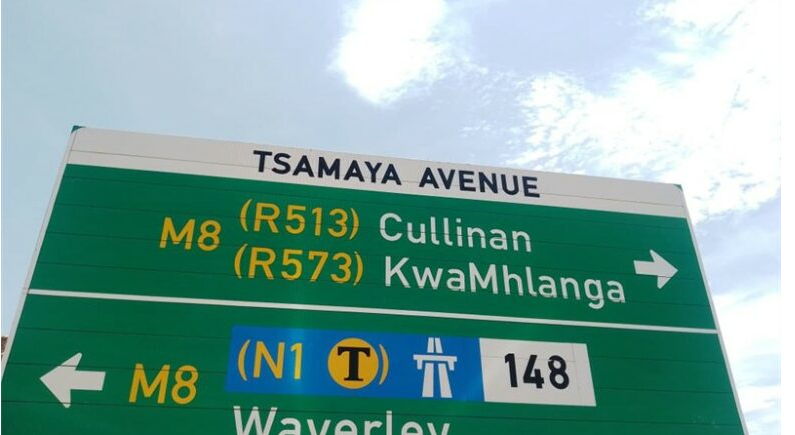 TSAMAYA AVENUE
M8 (R513) Cullinan
(R573) KwaMhlanga
M8 (N1 T) 148
Waverley